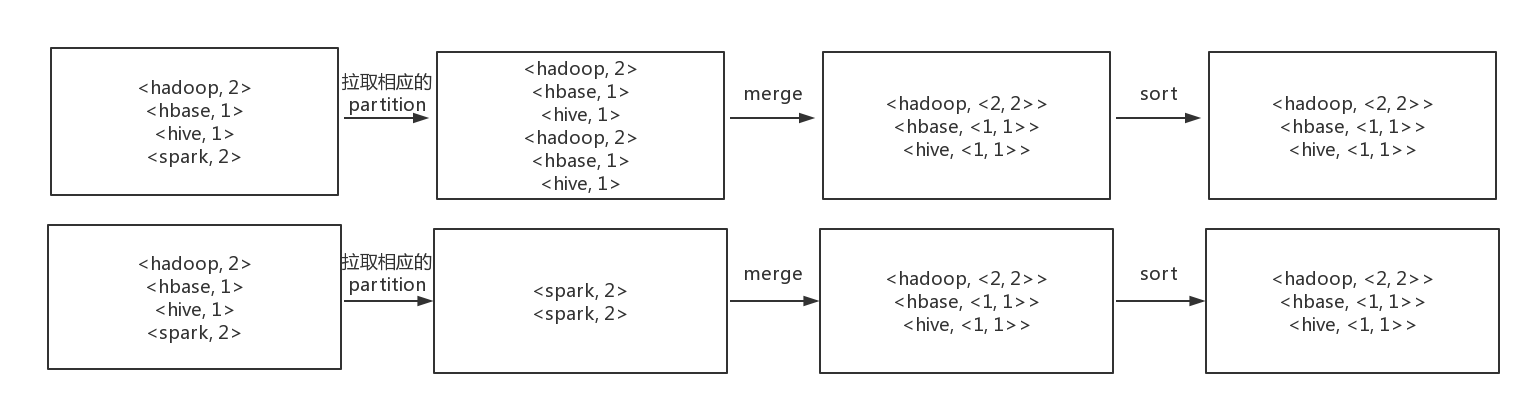 <hadoop, 2>
<hbase, 1>
<hive, 1>
<spark, 2>
拉取相应的
partition
<hadoop, 2>
<hbase, 1>
<hive, 1>
<hadoop, 2>
<hbase, 1>
<hive, 1>
merge
<hadoop, <2, 2>>
<hbase, <1, 1>>
<hive, <1, 1>>
sort
<hadoop, <2, 2>>
<hbase, <1, 1>>
<hive, <1, 1>>
<hadoop, 2>
<hbase, 1>
<hive, 1>
<spark, 2>
拉取相应的
partition
<spark, 2>
<spark, 2>
merge
<hadoop, <2, 2>>
<hbase, <1, 1>>
<hive, <1, 1>>
sort
<hadoop, <2, 2>>
<hbase, <1, 1>>
<hive, <1, 1>>